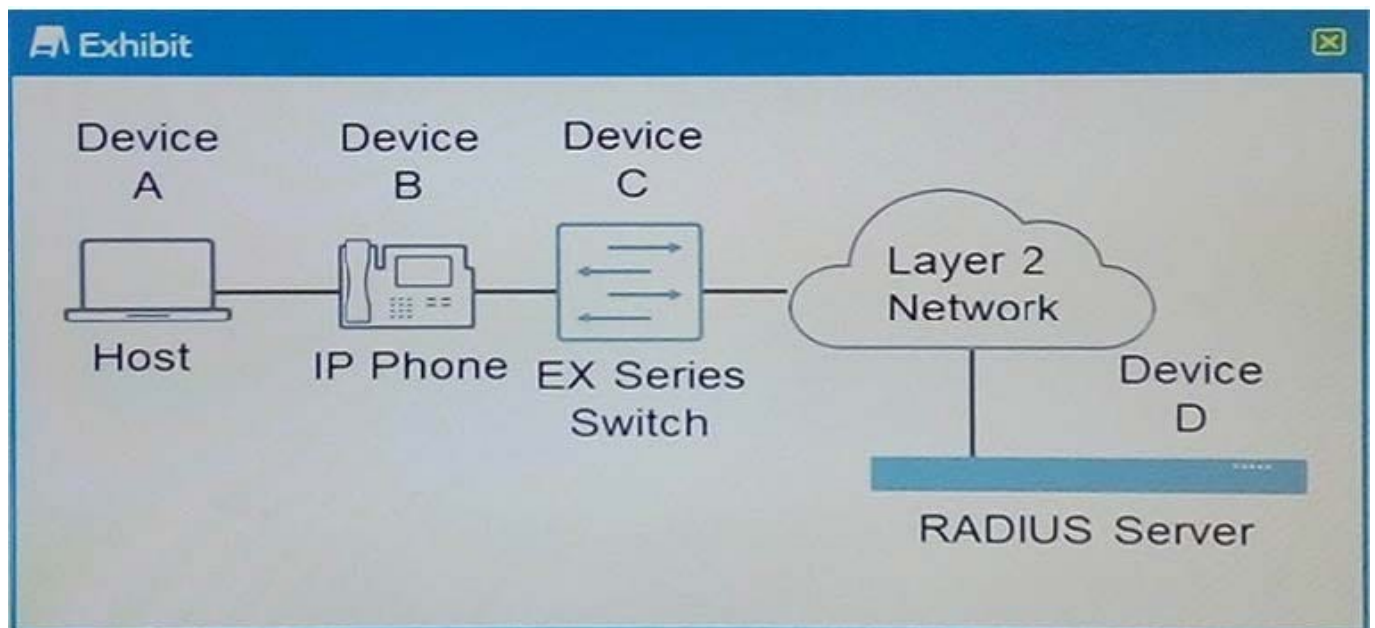 Exhibit
Device
A
Device
B
Device
C
Host
IP Phone
EX Series
Switch
Layer 2
Network
Device
D
RADIUS Server